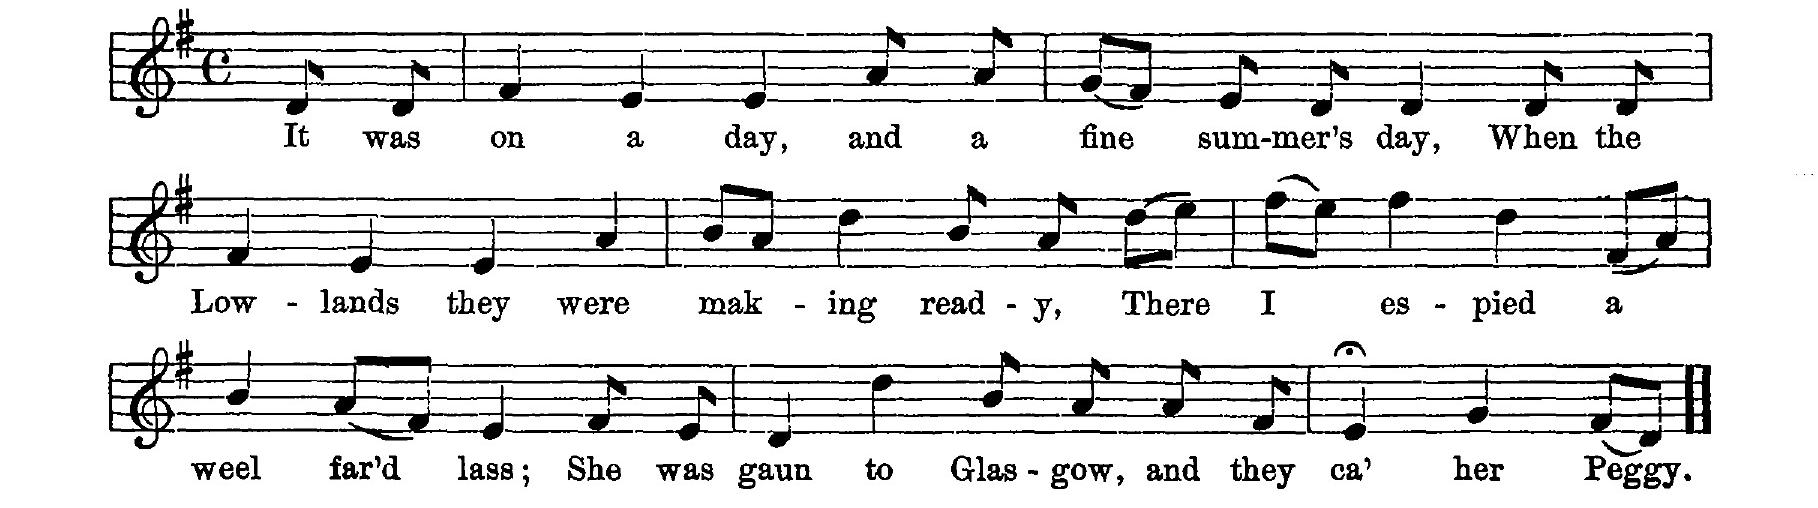 It was on a day, and a fine sum-mer's day, When the
Low - lands they were mak - ing read - y, There I es - pied a
weel far'd lass; She was gaun to Glas - gow, and they ca' her Peggy.